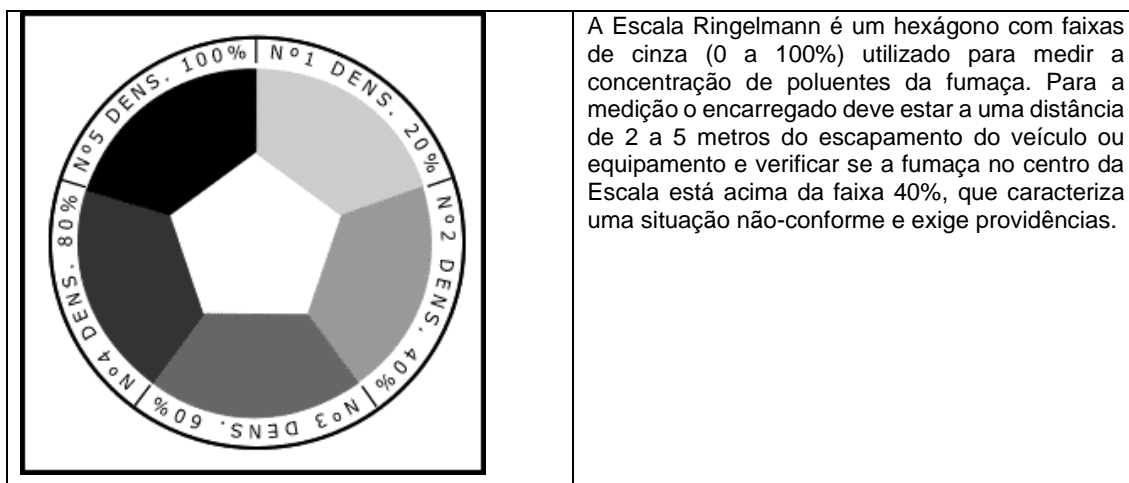 Nº1 DENS. 20%
Nº2 DENS. 40%
Nº3 DENS. 60%
Nº4 DENS. 80%
Nº5 DENS. 100%
A Escala Ringelmann é um hexágono com faixas
de cinza (0 a 100%) utilizado para medir a
concentração de poluentes da fumaça. Para a
medição o encarregado deve estar a uma distância
de 2 a 5 metros do escapamento do veículo ou
equipamento e verificar se a fumaça no centro da
Escala está acima da faixa 40%, que caracteriza
uma situação não-conforme e exige providências.